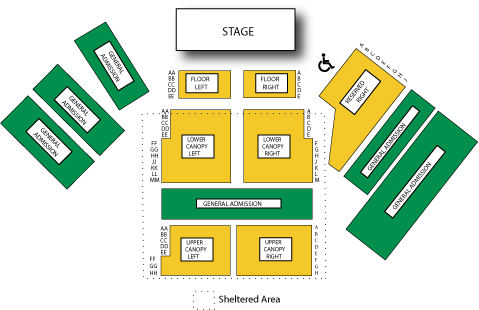 STAGE
GENERAL
ADMISSION
GENERAL
ADMISSION
GENERAL
ADMISSION
AA
BB
CC
DD
EE
FLOOR
LEFT
FLOOR
RIGHT
A
B
C
D
E
A B C D E F G H I J
RESERVED
RIGHT
GENERAL ADMISSION
GENERAL ADMISSION
AA
BB
CC
DD
EE
FF
GG
HH
JJ
KK
LL
MM
LOWER
CANOPY
LEFT
LOWER
CANOPY
RIGHT
A
B
C
D
E
F
G
H
J
K
L
M
GENERAL ADMISSION
AA
BB
CC
DD
EE
FF
GG
HH
UPPER
CANOPY
LEFT
UPPER
CANOPY
RIGHT
A
B
C
D
E
F
G
H
Sheltered Area